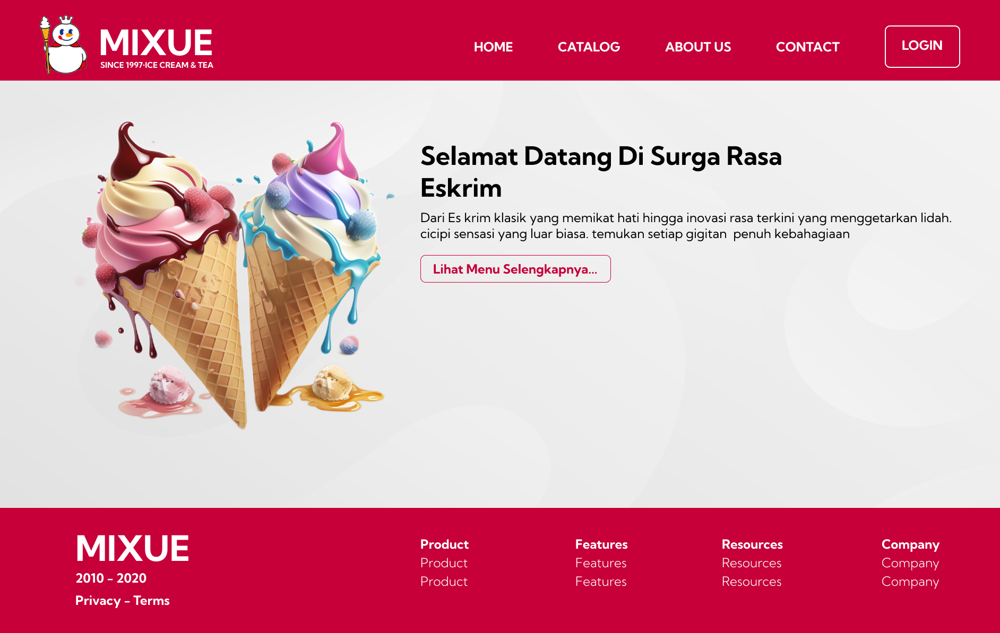 MIXUE
SINCE 1997·ICE CREAM & TEA
HOME
CATALOG
ABOUT US
CONTACT
LOGIN
Selamat Datang Di Surga Rasa
Eskrim
Dari Es krim klasik yang memikat hati hingga inovasi rasa terkini yang menggetarkan lidah.
cicipi sensasi yang luar biasa. temukan setiap gigitan  penuh kebahagiaan
Lihat Menu Selengkapnya...
MIXUE
2010 - 2020
Privacy - Terms
Product
Product
Product
Features
Features
Features
Resources
Resources
Resources
Company
Company
Company